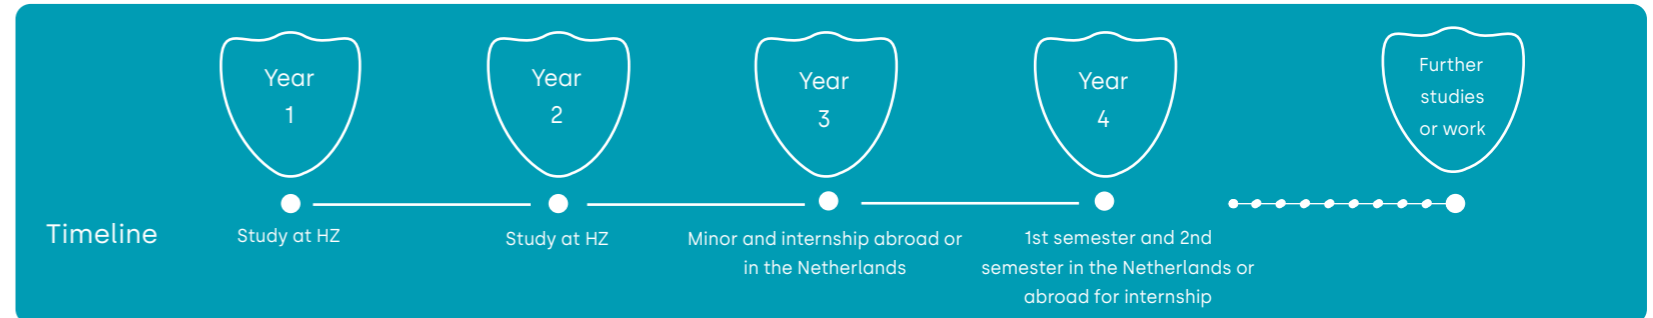 Year
1
Year
2
Year
3
Year
4
Further
studies
or work
Timeline
Study at HZ
Study at HZ
Minor and internship abroad or
in the Netherlands
1st semester and 2nd
semester in the Netherlands or
abroad for internship